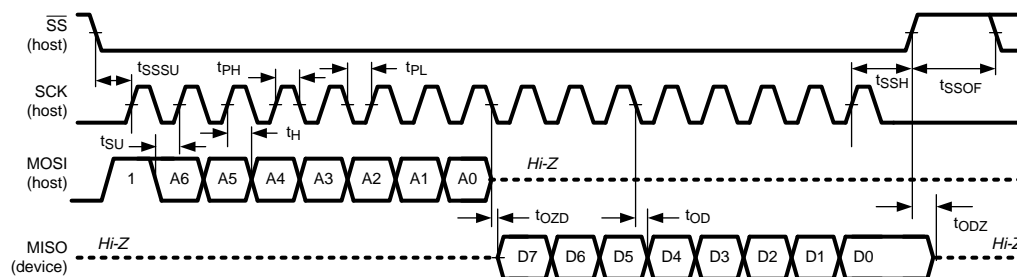 SS
(host)
tSSSU
tPH
tPL
tSSH
tSSOF
SCK
(host)
tSU
tH
MOSI
(host)
1
A6
A5
A4
A3
A2
A1
A0
Hi-Z
tOZD
tOD
tODZ
MISO
(device)
Hi-Z
D7
D6
D5
D4
D3
D2
D1
D0
Hi-Z